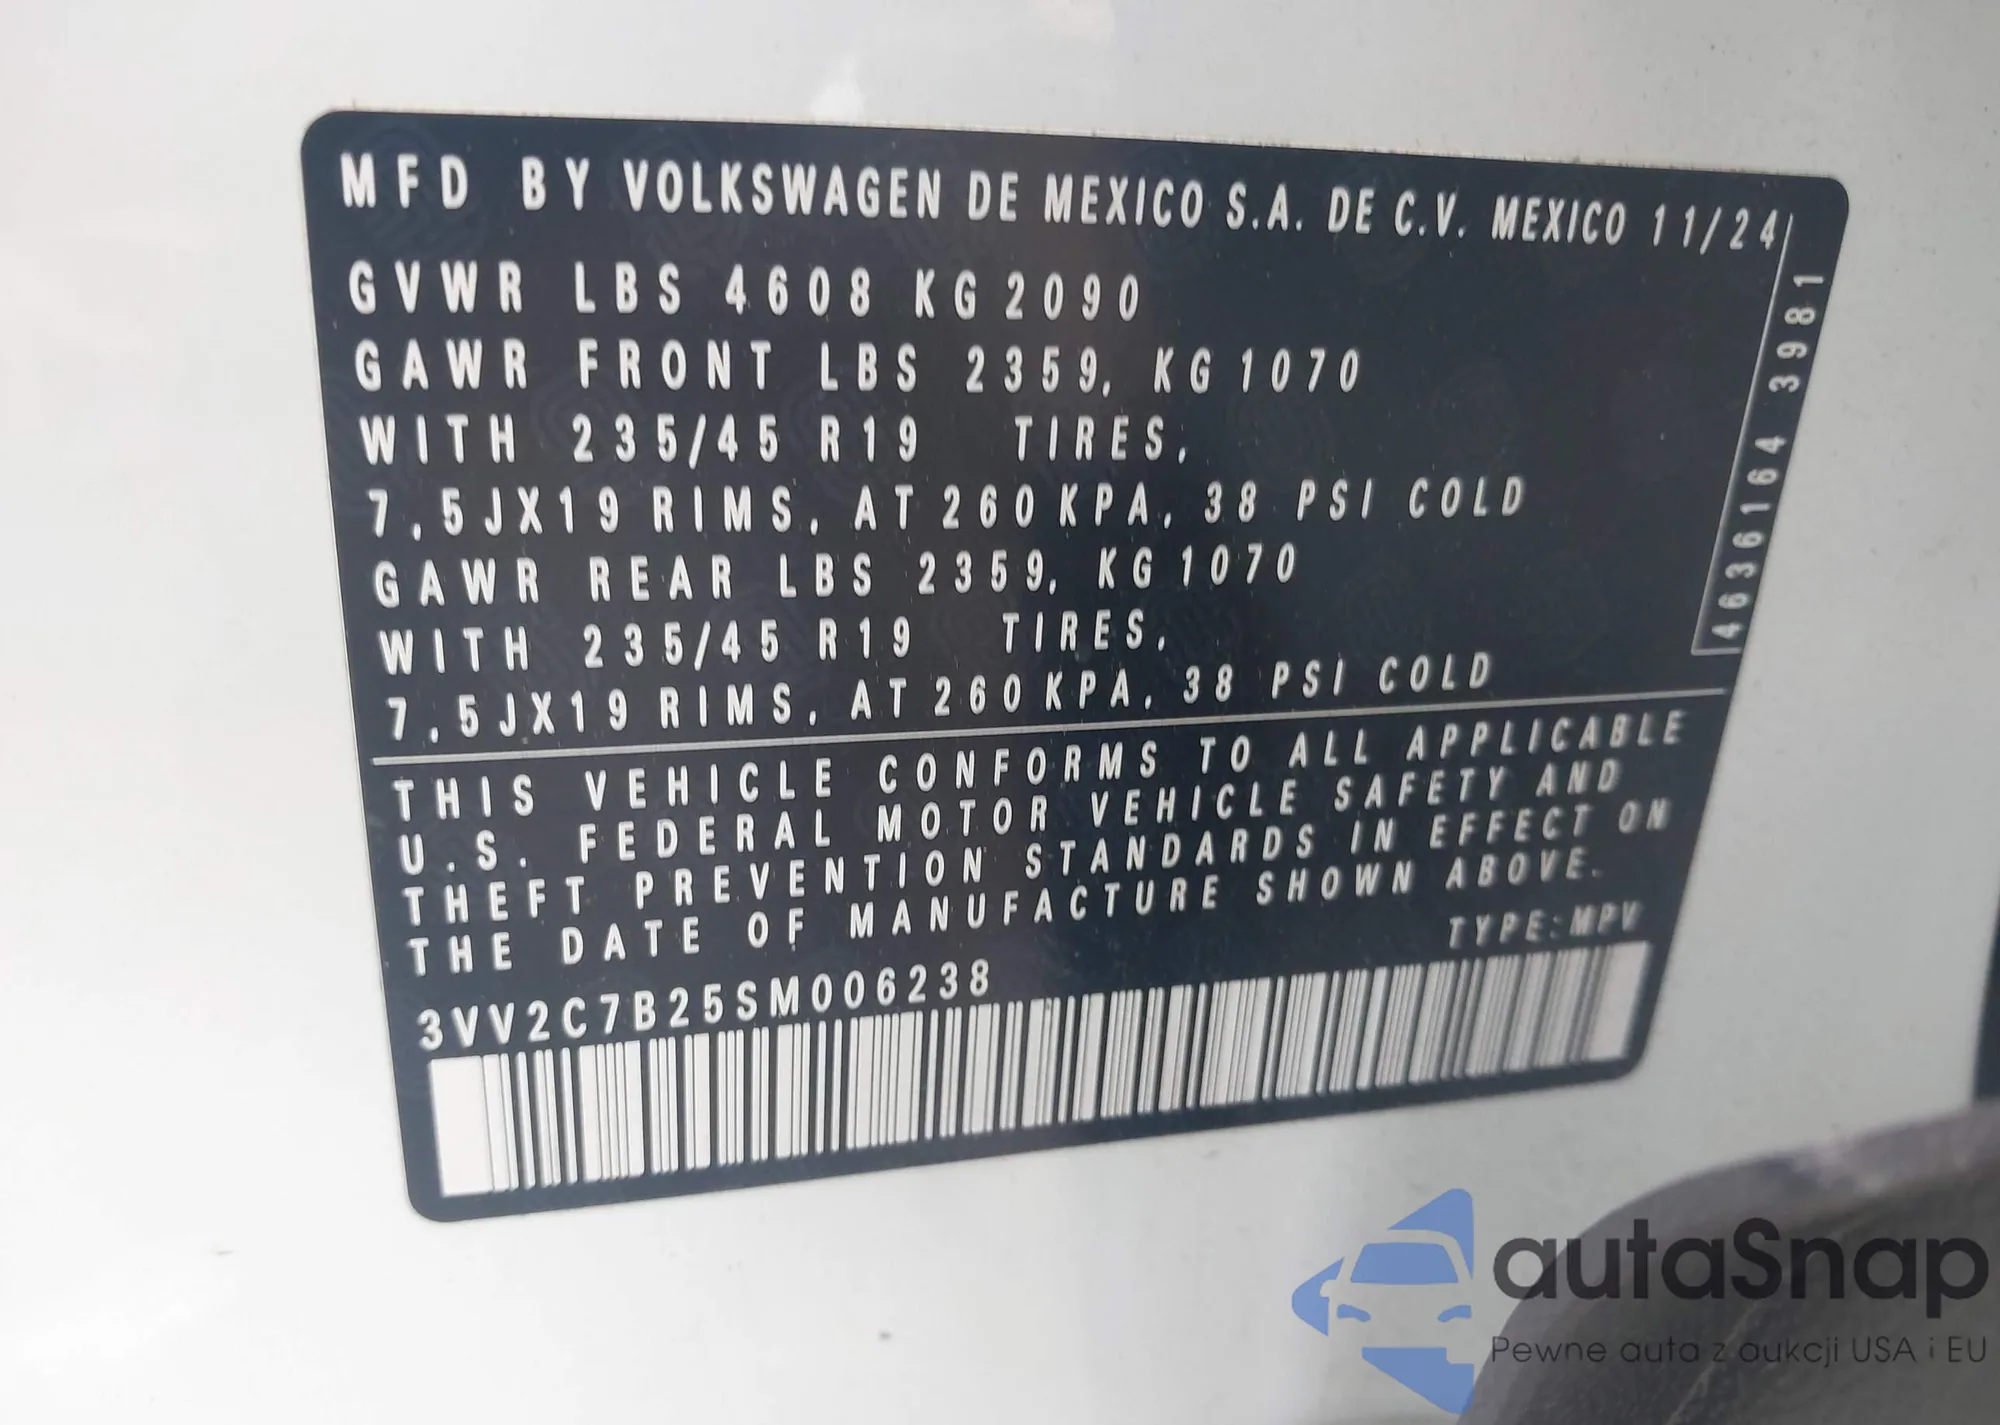 MFD BY VOLKSWAGEN DE MEXICO S.A. DE C.V. MEXICO 11/24
GVWR LBS 4608 KG 2090
GAWR FRONT LBS 2359, KG 1070
WITH 235/45 R19 TIRES,
7,5JX19 RIMS, AT 260 KPA, 38 PSI COLD
GAWR REAR LBS 2359, KG 1070
WITH 235/45 R19 TIRES,
7,5JX19 RIMS, AT 260 KPA, 38 PSI COLD
4636164 3981
THIS VEHICLE CONFORMS TO ALL APPLICABLE
U.S. FEDERAL MOTOR VEHICLE SAFETY AND
THEFT PREVENTION STANDARDS IN EFFECT ON
THE DATE OF MANUFACTURE SHOWN ABOVE.
TYPE: MPV
3VV2C7B25SM006238
autaSnap
Pewne auta z aukcji USA i EU